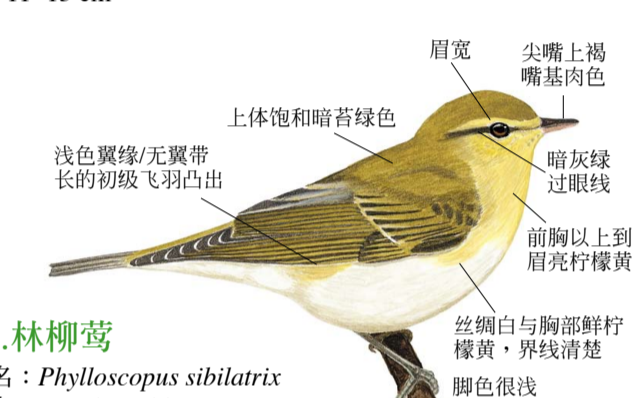 眉宽
尖嘴上褐
嘴基肉色
上体饱和暗苔绿色
浅色翼缘/无翼带
长的初级飞羽凸出
暗灰绿
过眼线
前胸以上到
眉亮柠檬黄
丝绸白与胸部鲜柠
檬黄，界线清楚
脚色很浅
.林柳莺
名：Phylloscopus sibilatrix